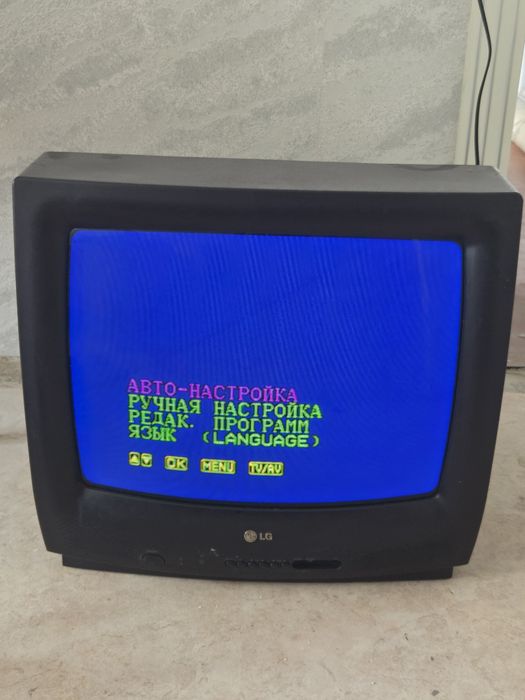 АВТО-НАСТРОЙКА
РУЧНАЯ НАСТРОЙКА
РЕДАК. ПРОГРАММ
ЯЗЫК (LANGUAGE)
▲▼ OK MENU TV/AV
LG